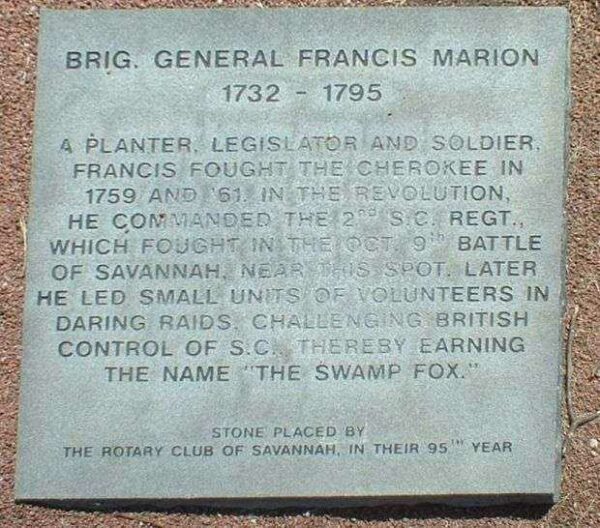 BRIG. GENERAL FRANCIS MARION
1732 - 1795
A PLANTER, LEGISLATOR AND SOLDIER,
FRANCIS FOUGHT THE CHEROKEE IN
1759 AND '61. IN THE REVOLUTION,
HE COMMANDED THE 2ND S.C. REGT.,
WHICH FOUGHT IN THE OCT. 9TH BATTLE
OF SAVANNAH, NEAR THIS SPOT. LATER
HE LED SMALL UNITS OF VOLUNTEERS IN
DARING RAIDS, CHALLENGING BRITISH
CONTROL OF S.C., THEREBY EARNING
THE NAME "THE SWAMP FOX."
STONE PLACED BY
THE ROTARY CLUB OF SAVANNAH, IN THEIR 95TH YEAR